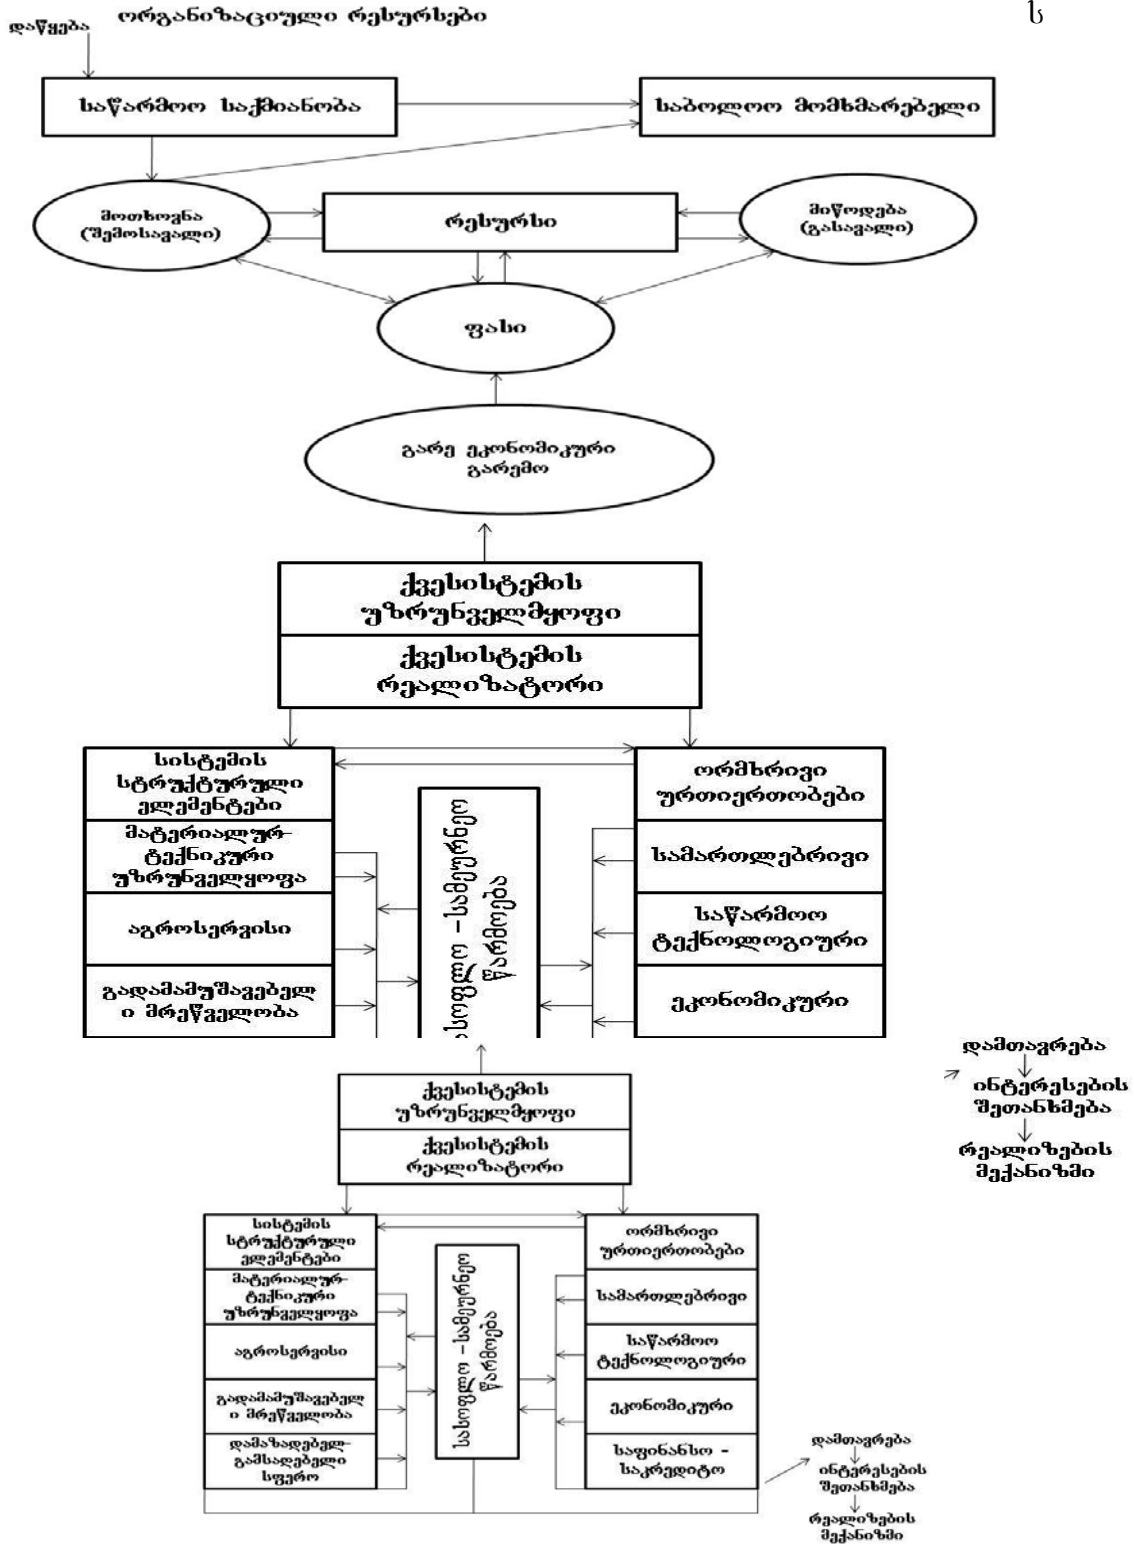 ორგანიზაციული რესურსები
ს
დაწყება
საწარმოო საქმიანობა
საბოლოო მომხმარებელი
მოთხოვნა
(შემოსავალი)
რესურსი
მიწოდება
(გასავალი)
ფასი
გარე ეკონომიკური
გარემო
ქვესისტემის
უზრუნველმყოფი
ქვესისტემის
რეალიზატორი
სისტემის
სტრუქტურული
ელემენტები
მატერიალურ-
ტექნიკური
უზრუნველყოფა
აგროსერვისი
გადამამუშავებელ
ი მრეწველობა
ასოფლო -სამეურნეო
წარმოება
ორმხრივი
ურთიერთობები
სამართლებრივი
საწარმოო
ტექნოლოგიური
ეკონომიკური
დამთავრება
ინტერესების
შეთანხმება
რეალიზების
მექანიზმი
ქვესისტემის
უზრუნველმყოფი
ქვესისტემის
რეალიზატორი
სისტემის
სტრუქტურული
ელემენტები
მატერიალურ-
ტექნიკური
უზრუნველყოფა
აგროსერვისი
გადამამუშავებელ
ი მრეწველობა
დამაზადებელ-
გამსაღებელი
სფერო
სასოფლო -სამეურნეო
წარმოება
ორმხრივი
ურთიერთობები
სამართლებრივი
საწარმოო
ტექნოლოგიური
ეკონომიკური
საფინანსო -
საკრედიტო
დამთავრება
ინტერესების
შეთანხმება
რეალიზების
მექანიზმი